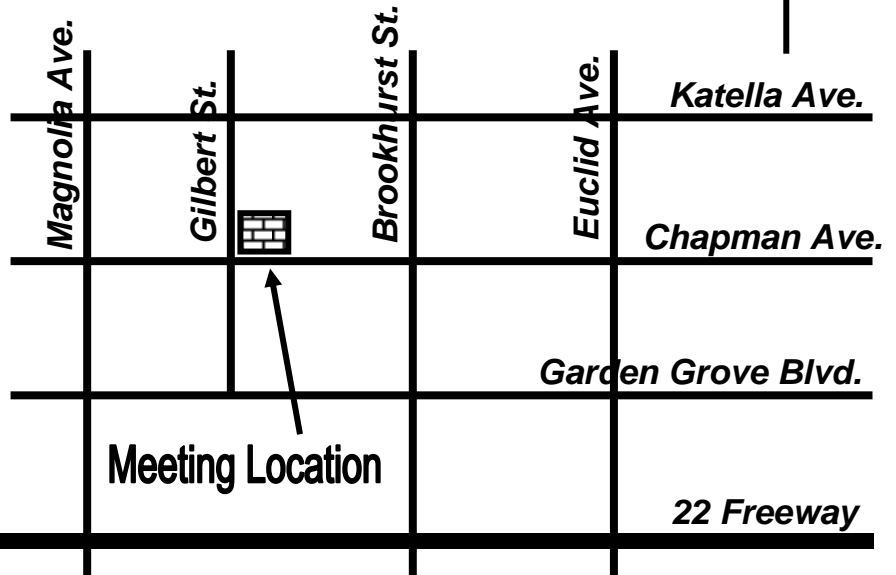 Magnolia Ave.
Gilbert St.
Brookhurst St.
Euclid Ave.
Katella Ave.
Chapman Ave.
Garden Grove Blvd.
Meeting Location
22 Freeway